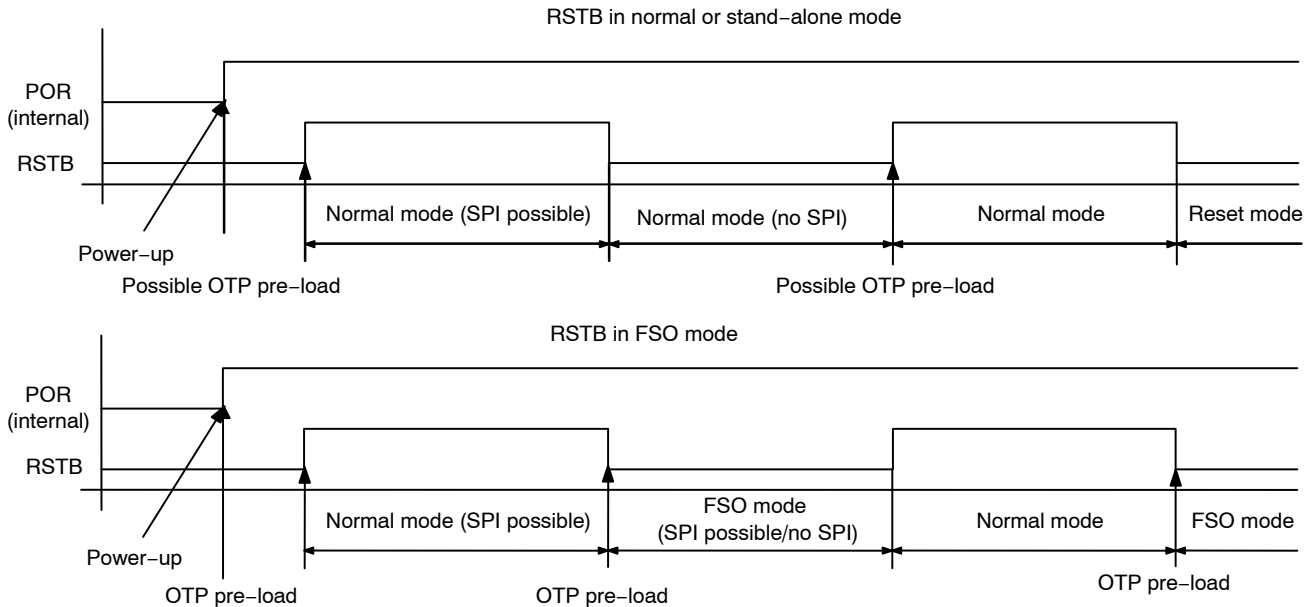 RSTB in normal or stand−alone mode
POR
(internal)
RSTB
Normal mode (SPI possible)
Normal mode (no SPI)
Normal mode
Reset mode
Power−up
Possible OTP pre−load
Possible OTP pre−load
RSTB in FSO mode
POR
(internal)
RSTB
Normal mode (SPI possible)
FSO mode
(SPI possible/no SPI)
Normal mode
FSO mode
Power−up
OTP pre−load
OTP pre−load
OTP pre−load